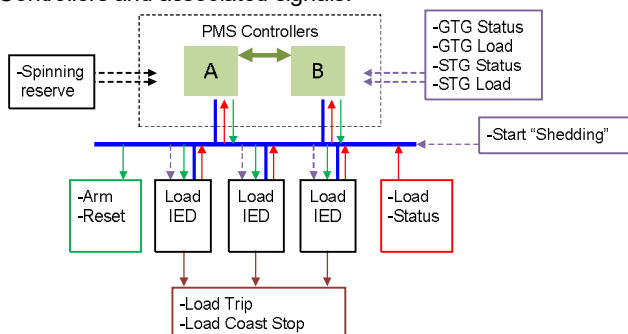 Controllers and associated signals.
PMS Controllers
-GTG Status
-GTG Load
-STG Status
-STG Load
-Spinning
reserve
A
B
-Start “Shedding”
-Arm
-Reset
Load
IED
Load
IED
Load
IED
-Load
-Status
-Load Trip
-Load Coast Stop